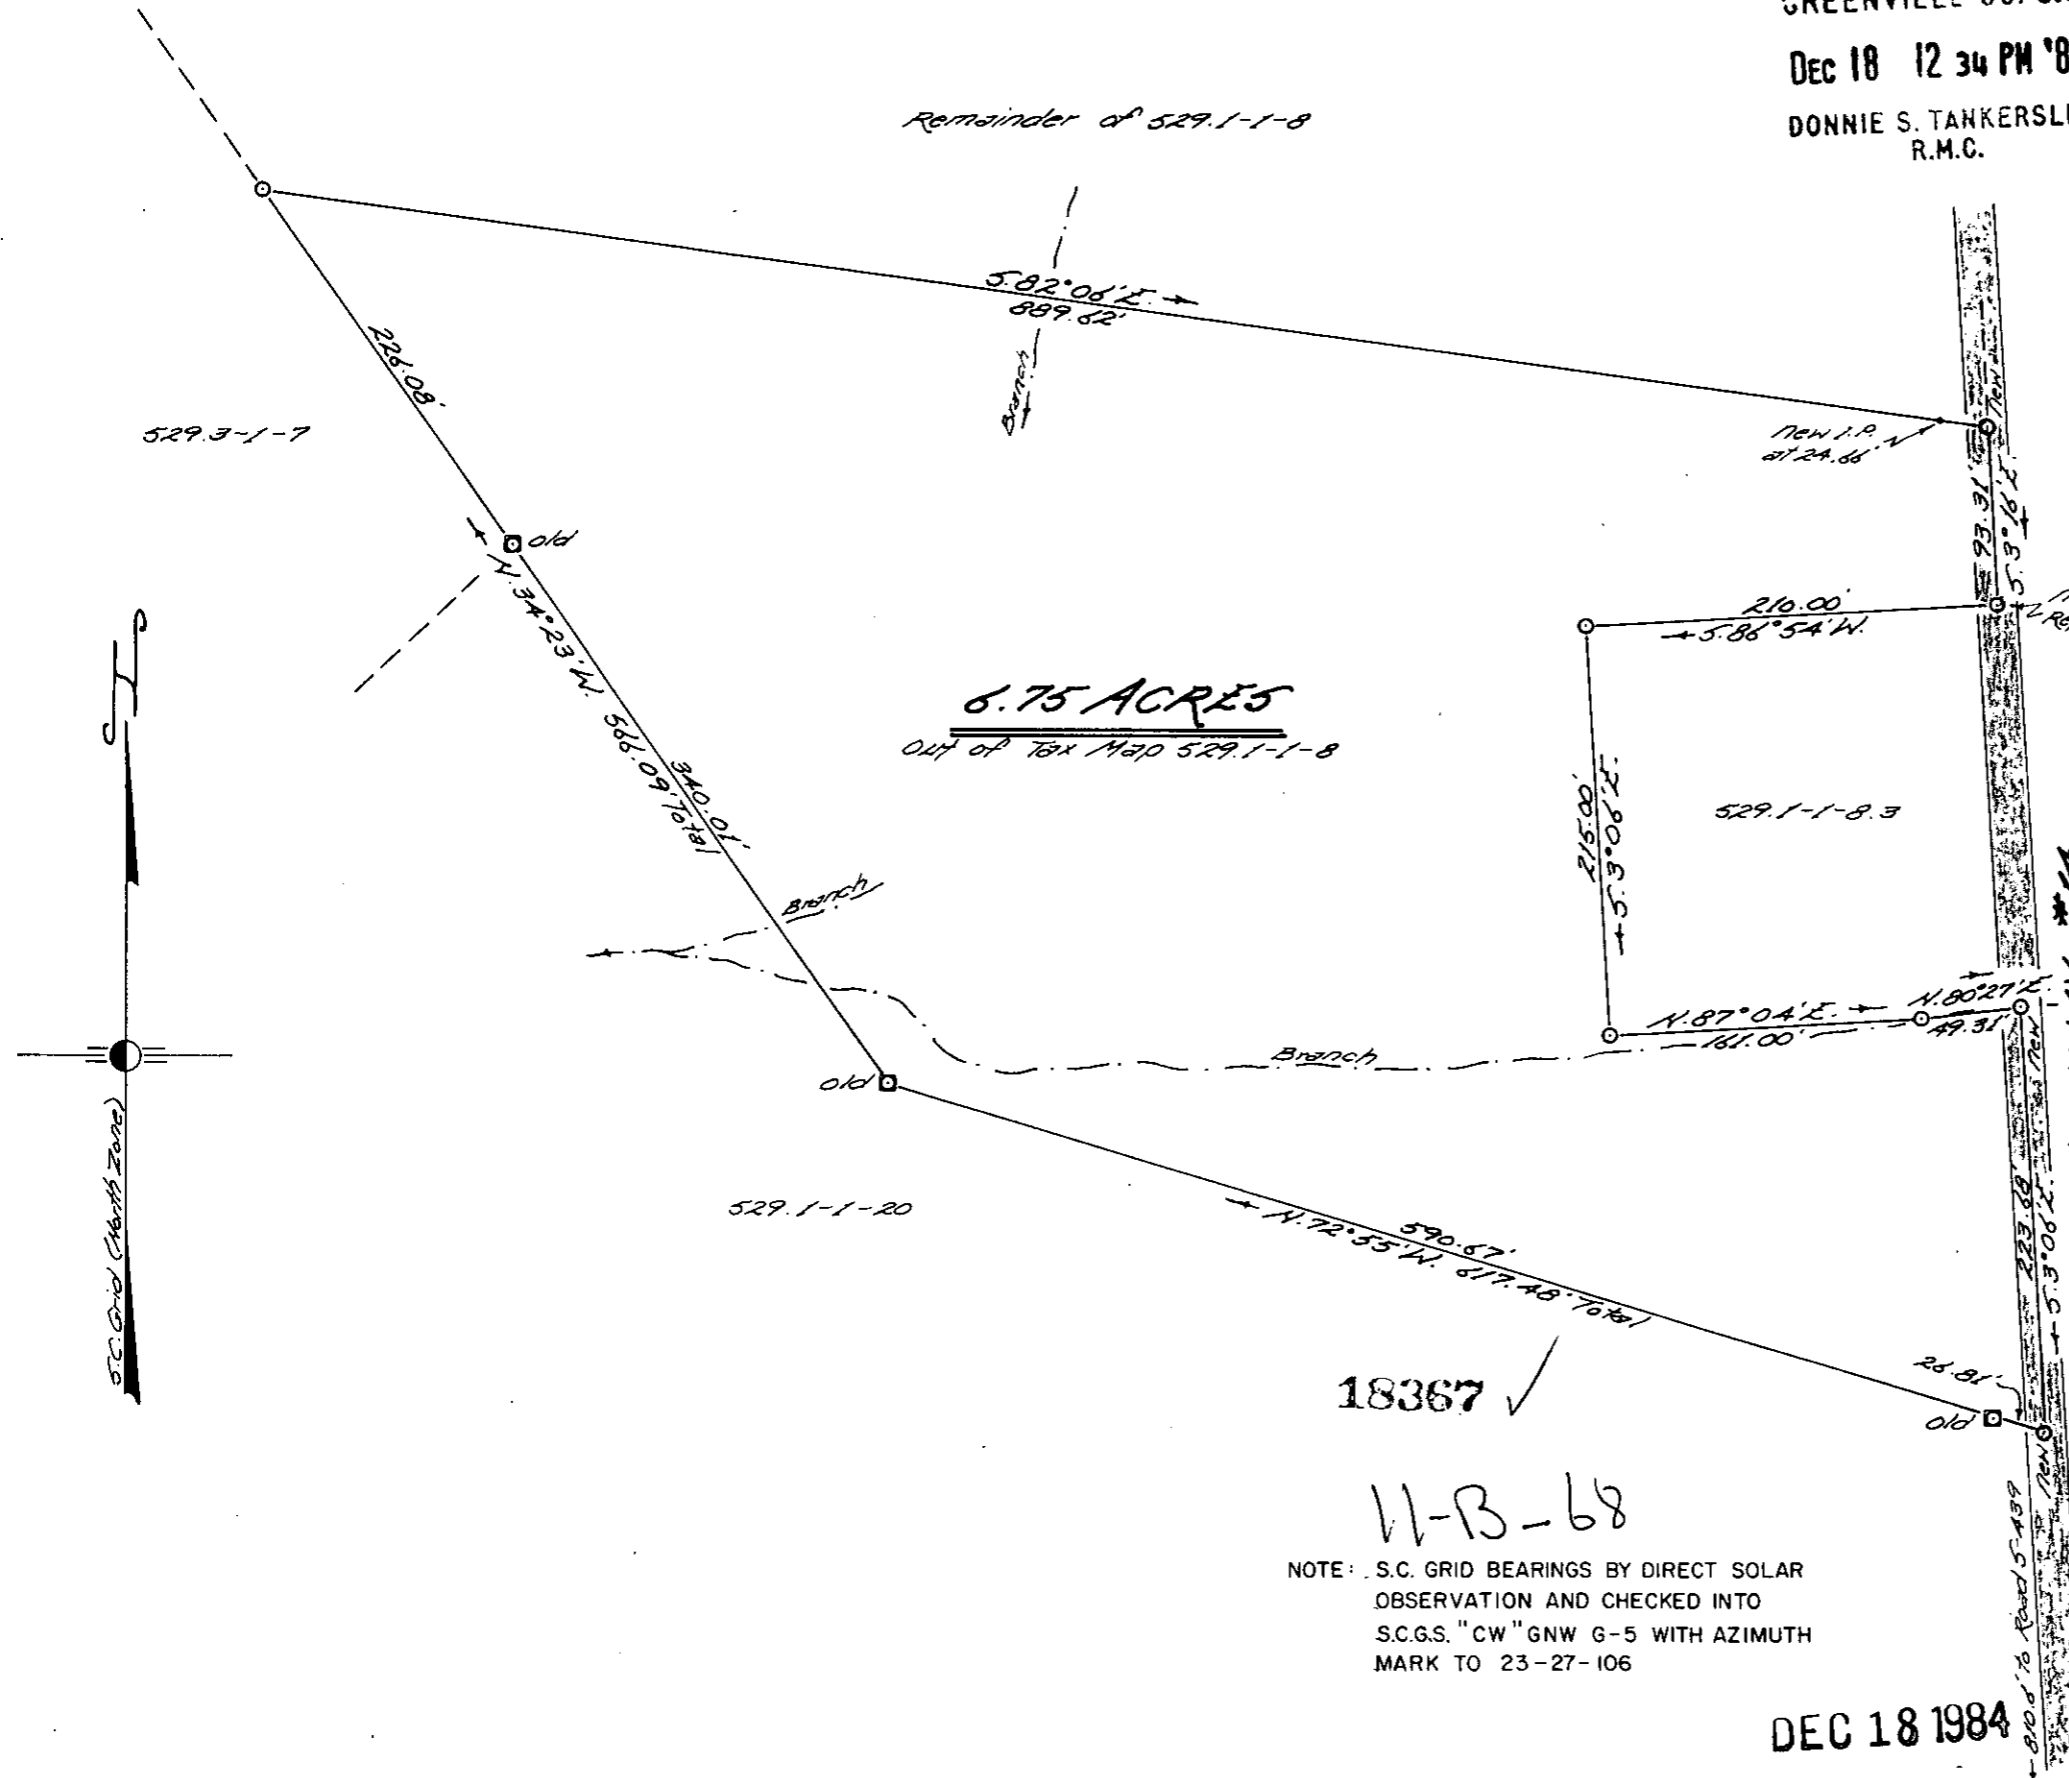 GREENVILLE CO. S.
DEC 18 12 34 PM '8
DONNIE S. TANKERSL
R.M.C.
Remainder of 529.1-1-8
S.82°06'E.
889.62'
Branch
226.08'
529.3-1-7
New I.P.
at 24.66'
New
93.31'
S.3°16'E.
old
N.34°23'W. 566.09' Total
340.01'
210.00'
S.86°54'W.
6.75 ACRES
Out of Tax Map 529.1-1-8
215.00'
S.3°06'E.
529.1-1-8.3
Branch
N.87°04'E.
161.00'
N.80°27'E.
49.31'
Branch
old
New
223.68'
S.3°06'E.
S.C. Grid (North Zone)
529.1-1-20
590.67'
N.72°55'W. 617.48' Total
26.81'
old
New
18367
11-B-68
NOTE: S.C. GRID BEARINGS BY DIRECT SOLAR
OBSERVATION AND CHECKED INTO
S.C.G.S. "CW" GNW G-5 WITH AZIMUTH
MARK TO 23-27-106
810.6' to Road S-439
DEC 18 1984